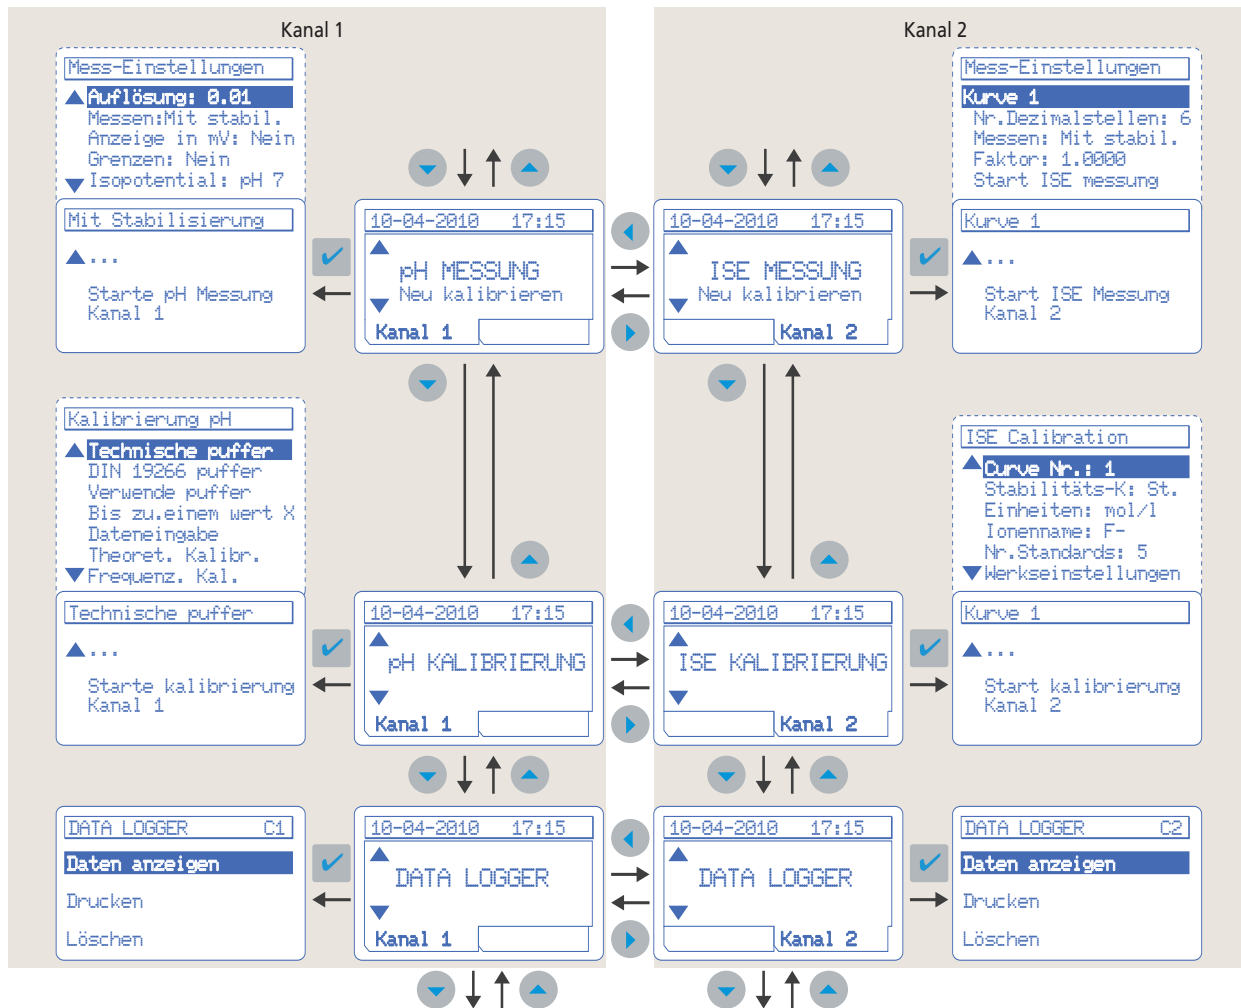 Kanal 1
Kanal 2
Mess-Einstellungen
Auflösung: 0.01
Messen:Mit stabil.
Anzeige in mV: Nein
Grenzen: Nein
Isopotential: pH 7
Mit Stabilisierung
...
Starte pH Messung
Kanal 1
10-04-2010 17:15
pH MESSUNG
Neu kalibrieren
Kanal 1
10-04-2010 17:15
ISE MESSUNG
Neu kalibrieren
Kanal 2
Mess-Einstellungen
Kurve 1
Nr.Dezimalstellen: 6
Messen: Mit stabil.
Faktor: 1.0000
Start ISE messung
Kurve 1
...
Start ISE Messung
Kanal 2
Kalibrierung pH
Technische puffer
DIN 19266 puffer
Verwende puffer
Bis zu.einem wert X
Dateneingabe
Theoret. Kalibr.
Frequenz. Kal.
Technische puffer
...
Starte kalibrierung
Kanal 1
10-04-2010 17:15
pH KALIBRIERUNG
Kanal 1
10-04-2010 17:15
ISE KALIBRIERUNG
Kanal 2
ISE Calibration
Curve Nr.: 1
Stabilitäts-K: St.
Einheiten: mol/l
Ionenname: F-
Nr.Standards: 5
Werkseinstellungen
Kurve 1
...
Start kalibrierung
Kanal 2
DATA LOGGER C1
Daten anzeigen
Drucken
Löschen
10-04-2010 17:15
DATA LOGGER
Kanal 1
10-04-2010 17:15
DATA LOGGER
Kanal 2
DATA LOGGER C2
Daten anzeigen
Drucken
Löschen